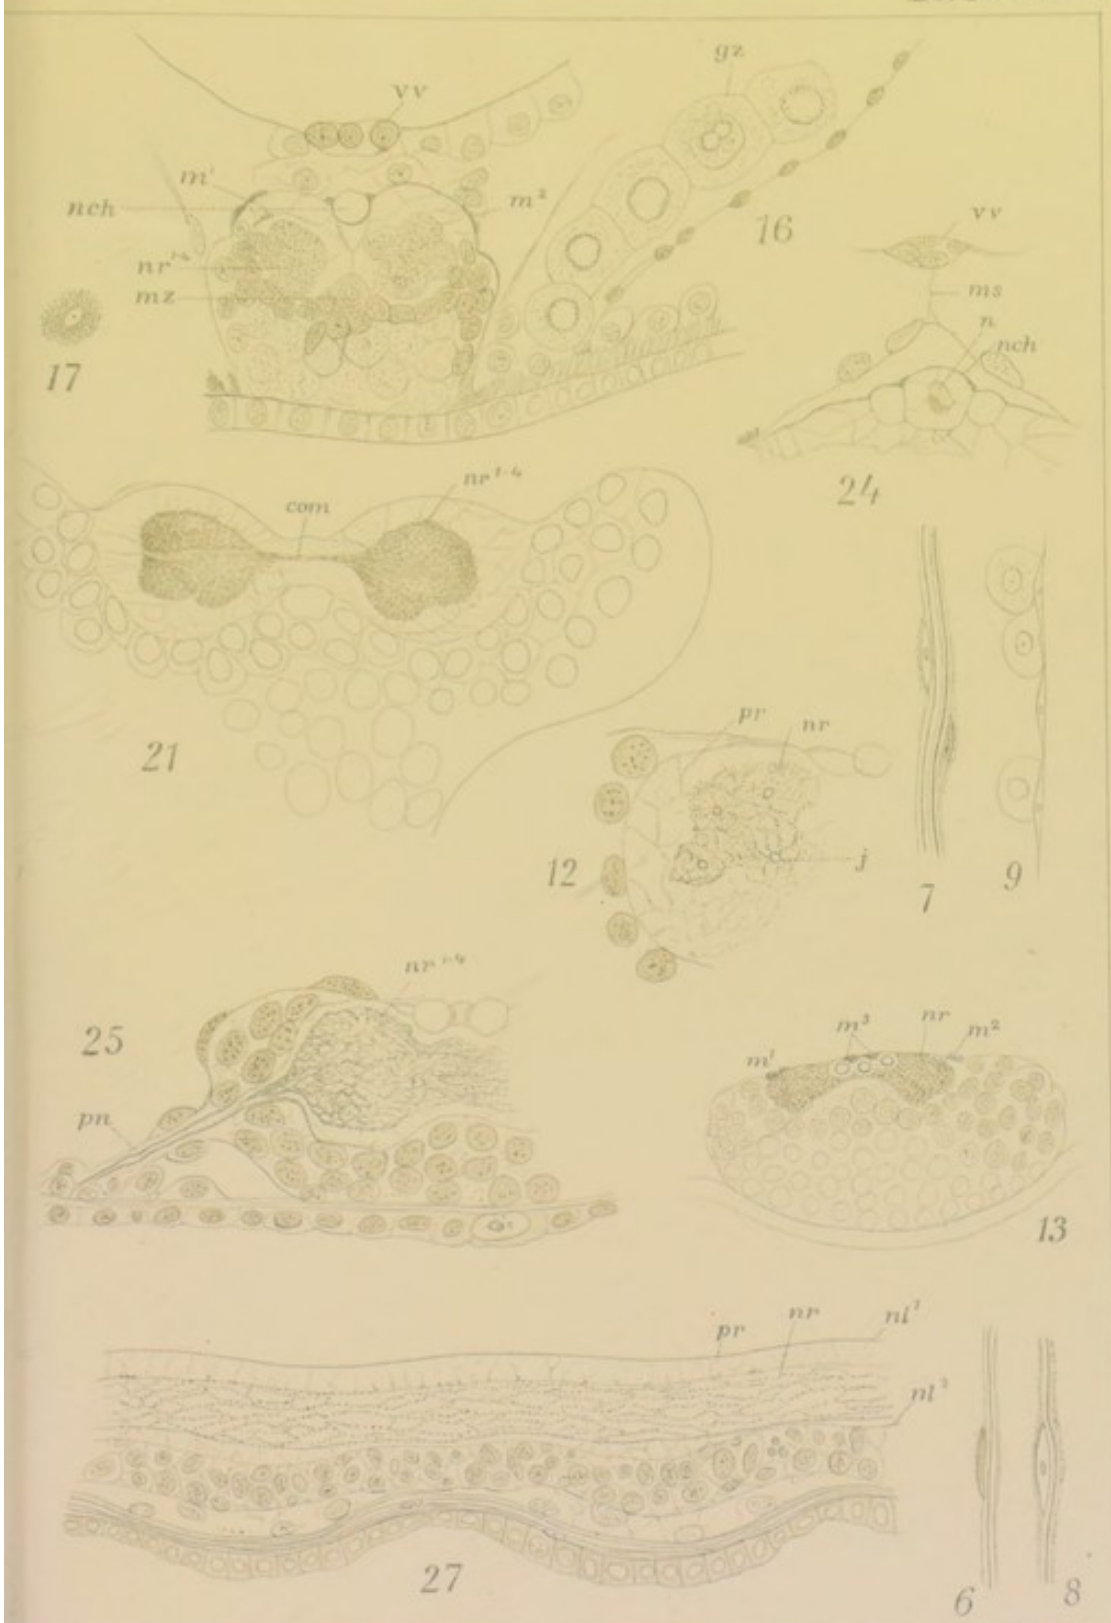 gz
vv
m¹
nch
m²
16
vv
nr¹⁻⁴
mz
ms
n
nch
17
24
nr¹⁻⁴
com
21
pr
nr
12
j
7
9
nr¹⁻⁴
25
m³
nr
m²
m¹
pn
13
pr
nr
nl¹
nl²
27
6
8